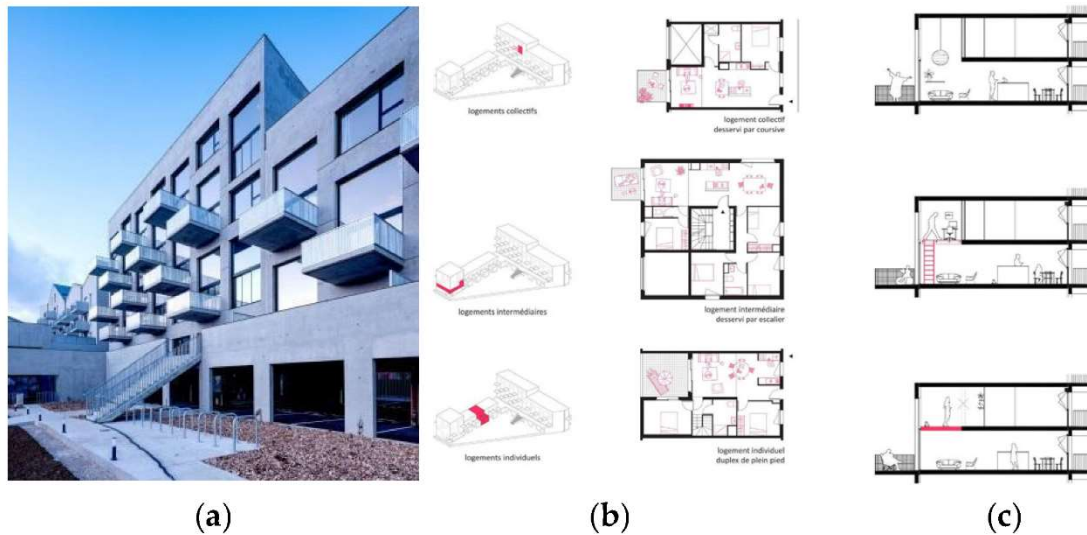 logements collectifs
logement collectif
desservi par coursive
logements intermédiaires
logement intermédiaire
desservi par escalier
logements individuels
logement individuel
duplex de plein pied
(a)
(b)
(c)